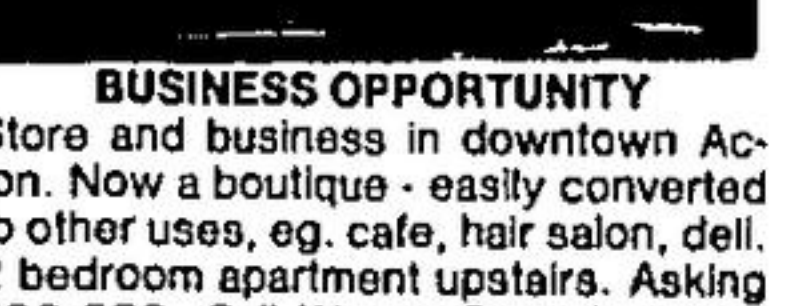 BUSINESS OPPORTUNITY
Store and business in downtown Ac-
on. Now a boutique - easily converted
o other uses, eg. cafe, hair salon, deli.
bedroom apartment upstairs. Asking